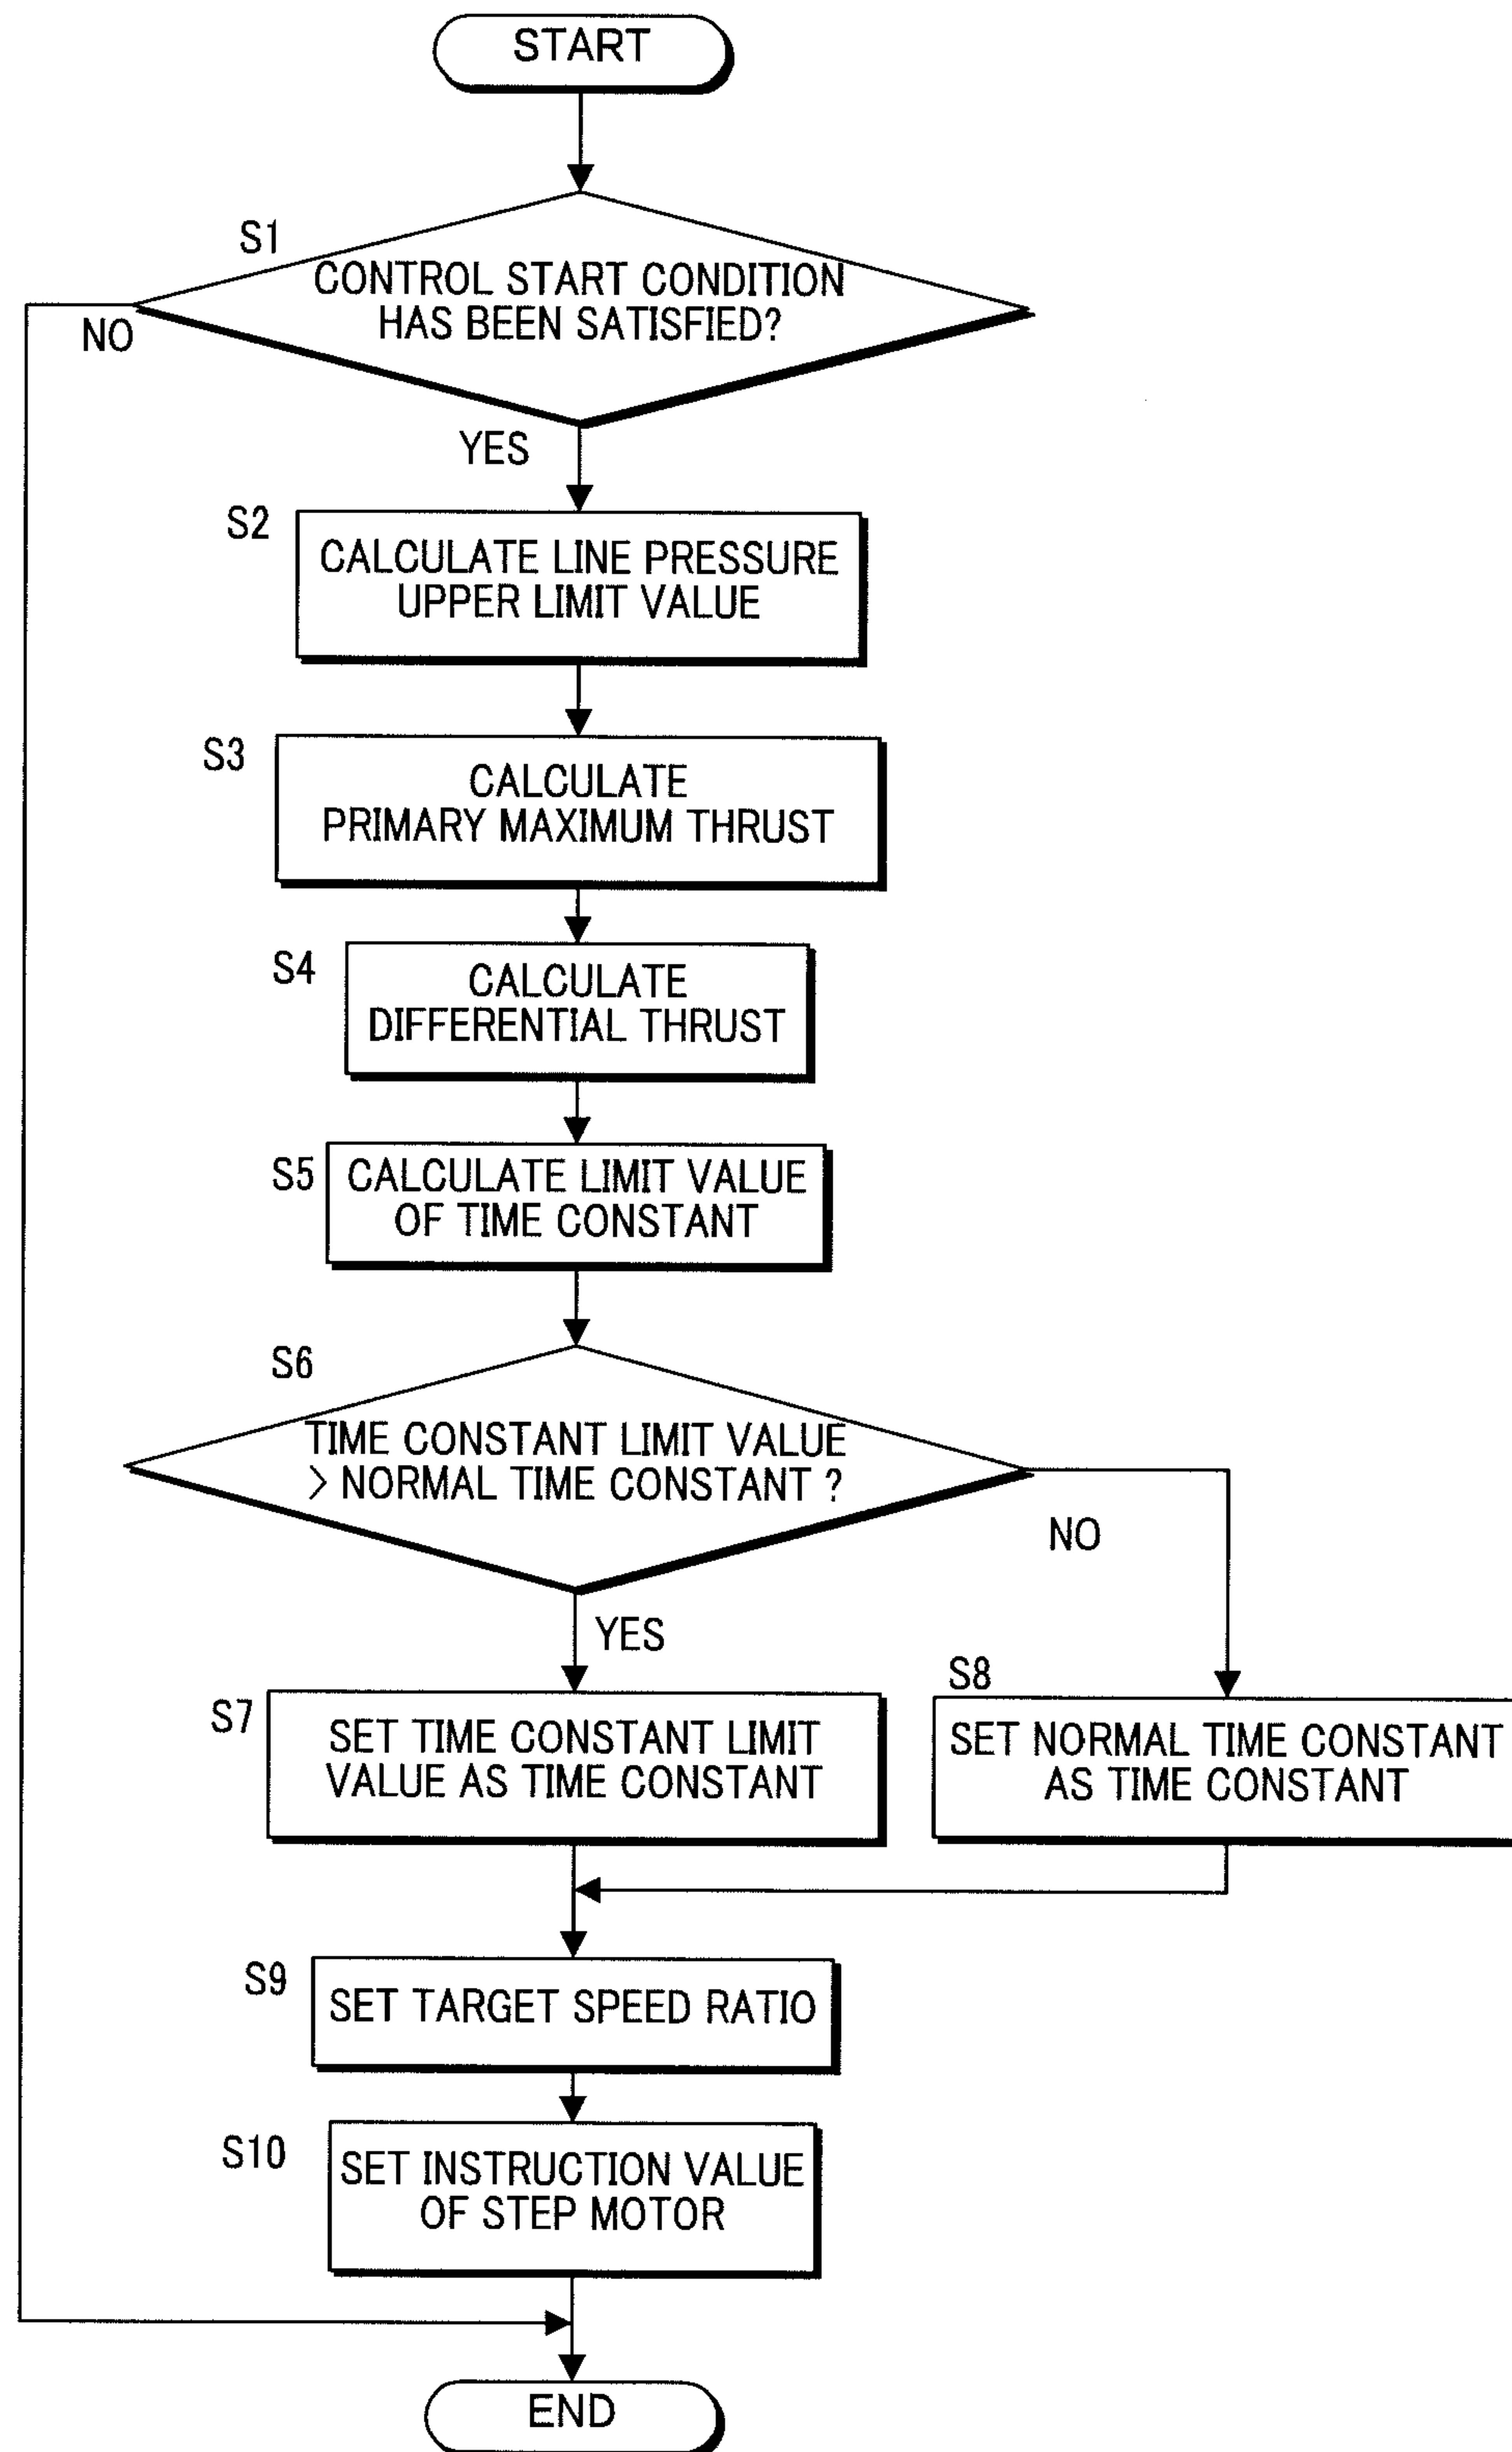 START
S1
CONTROL START CONDITION
HAS BEEN SATISFIED?
NO
YES
S2
CALCULATE LINE PRESSURE
UPPER LIMIT VALUE
S3
CALCULATE
PRIMARY MAXIMUM THRUST
S4
CALCULATE
DIFFERENTIAL THRUST
S5
CALCULATE LIMIT VALUE
OF TIME CONSTANT
S6
TIME CONSTANT LIMIT VALUE
> NORMAL TIME CONSTANT ?
NO
YES
S7
SET TIME CONSTANT LIMIT
VALUE AS TIME CONSTANT
S8
SET NORMAL TIME CONSTANT
AS TIME CONSTANT
S9
SET TARGET SPEED RATIO
S10
SET INSTRUCTION VALUE
OF STEP MOTOR
END